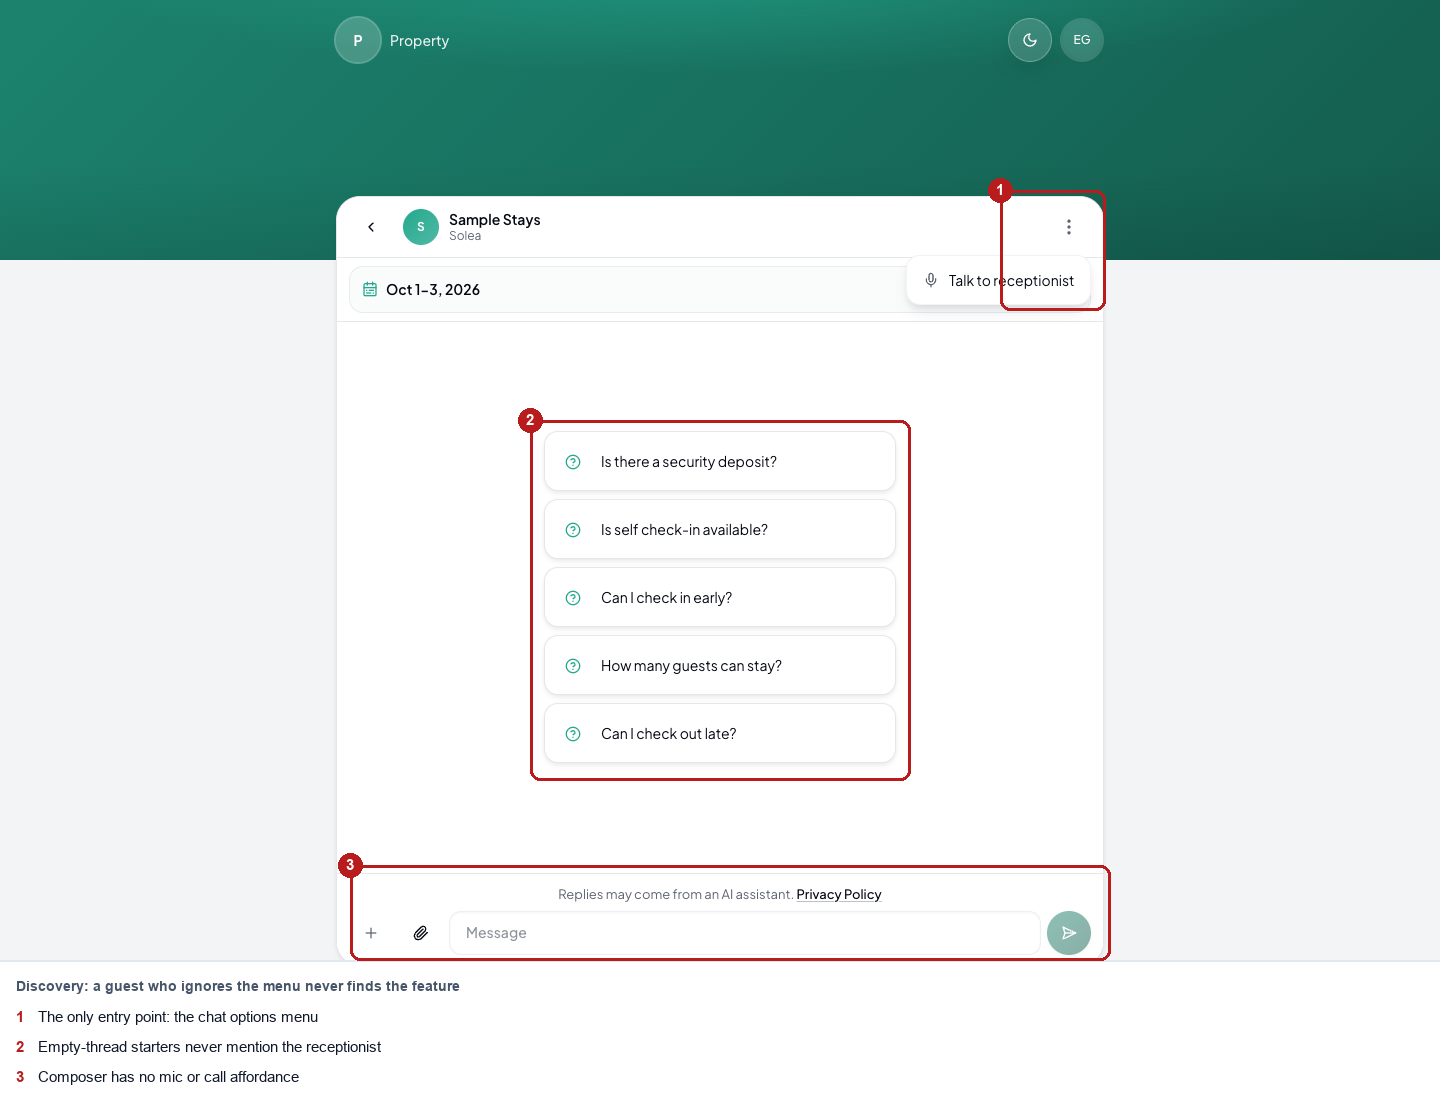 P Property EG
1
S Sample Stays
Solea
Oct 1–3, 2026
Talk to receptionist
2
Is there a security deposit?
Is self check-in available?
Can I check in early?
How many guests can stay?
Can I check out late?
3
Replies may come from an AI assistant. Privacy Policy
Message
Discovery: a guest who ignores the menu never finds the feature
1 The only entry point: the chat options menu
2 Empty-thread starters never mention the receptionist
3 Composer has no mic or call affordance